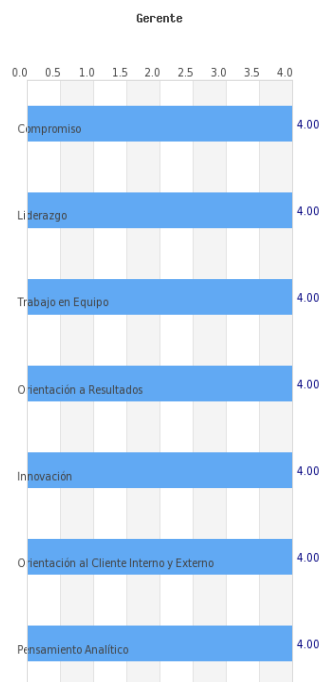 Gerente
0.0 0.5 1.0 1.5 2.0 2.5 3.0 3.5 4.0
Compromiso 4.00
Liderazgo 4.00
Trabajo en Equipo 4.00
Orientación a Resultados 4.00
Innovación 4.00
Orientación al Cliente Interno y Externo 4.00
Pensamiento Analítico 4.00